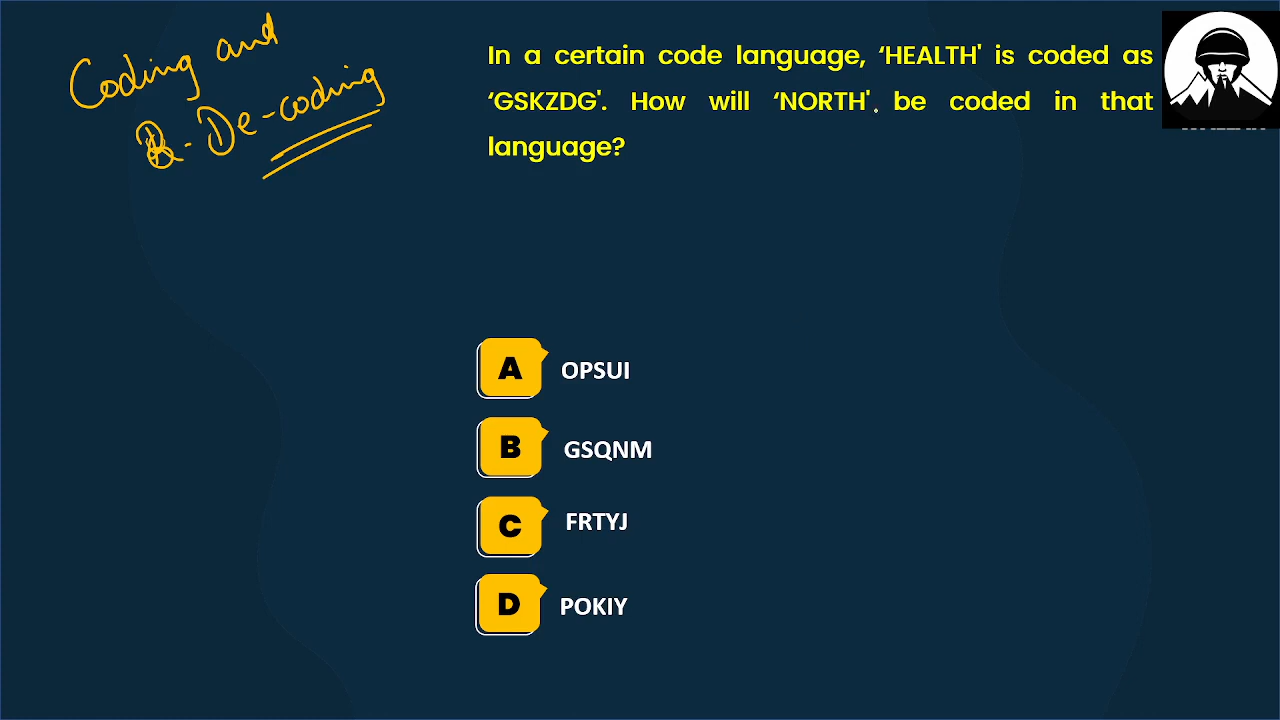 Coding and
De-coding
In a certain code language, ‘HEALTH' is coded as
‘GSKZDG'. How will ‘NORTH' be coded in that
language?
A OPSUI
B GSQNM
C FRTYJ
D POKIY